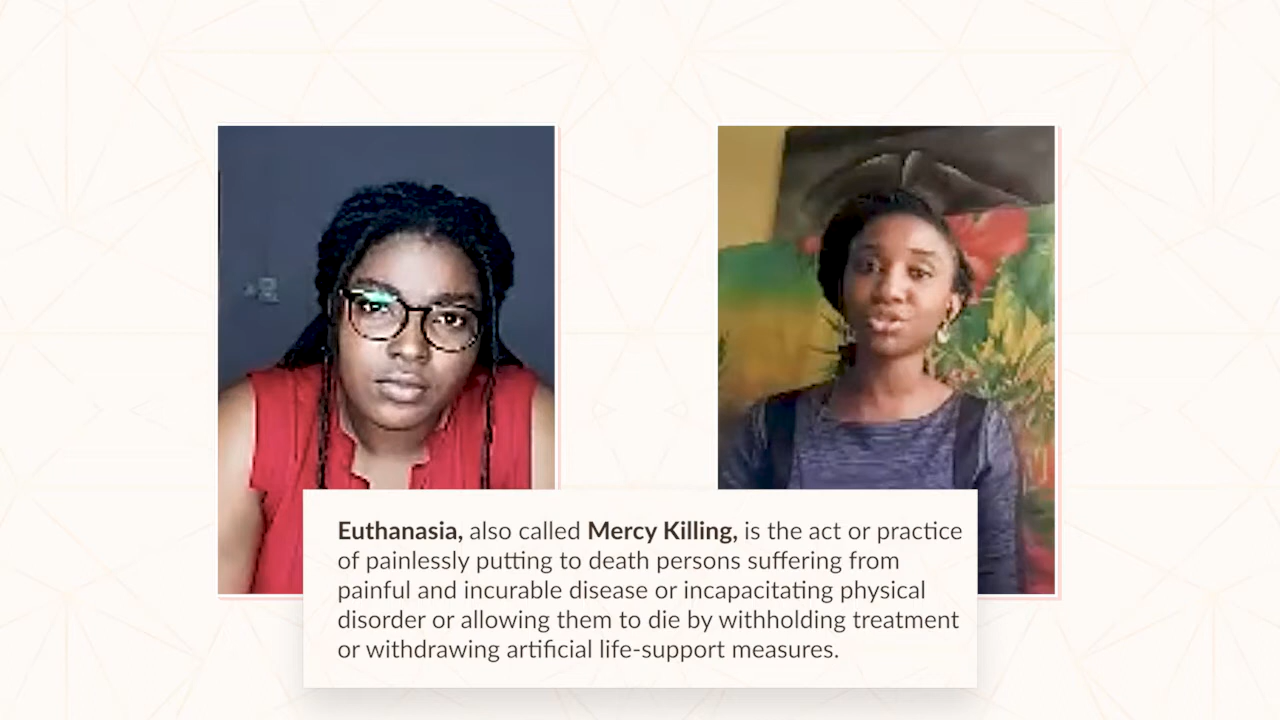 Euthanasia, also called Mercy Killing, is the act or practice
of painlessly putting to death persons suffering from
painful and incurable disease or incapacitating physical
disorder or allowing them to die by withholding treatment
or withdrawing artificial life-support measures.